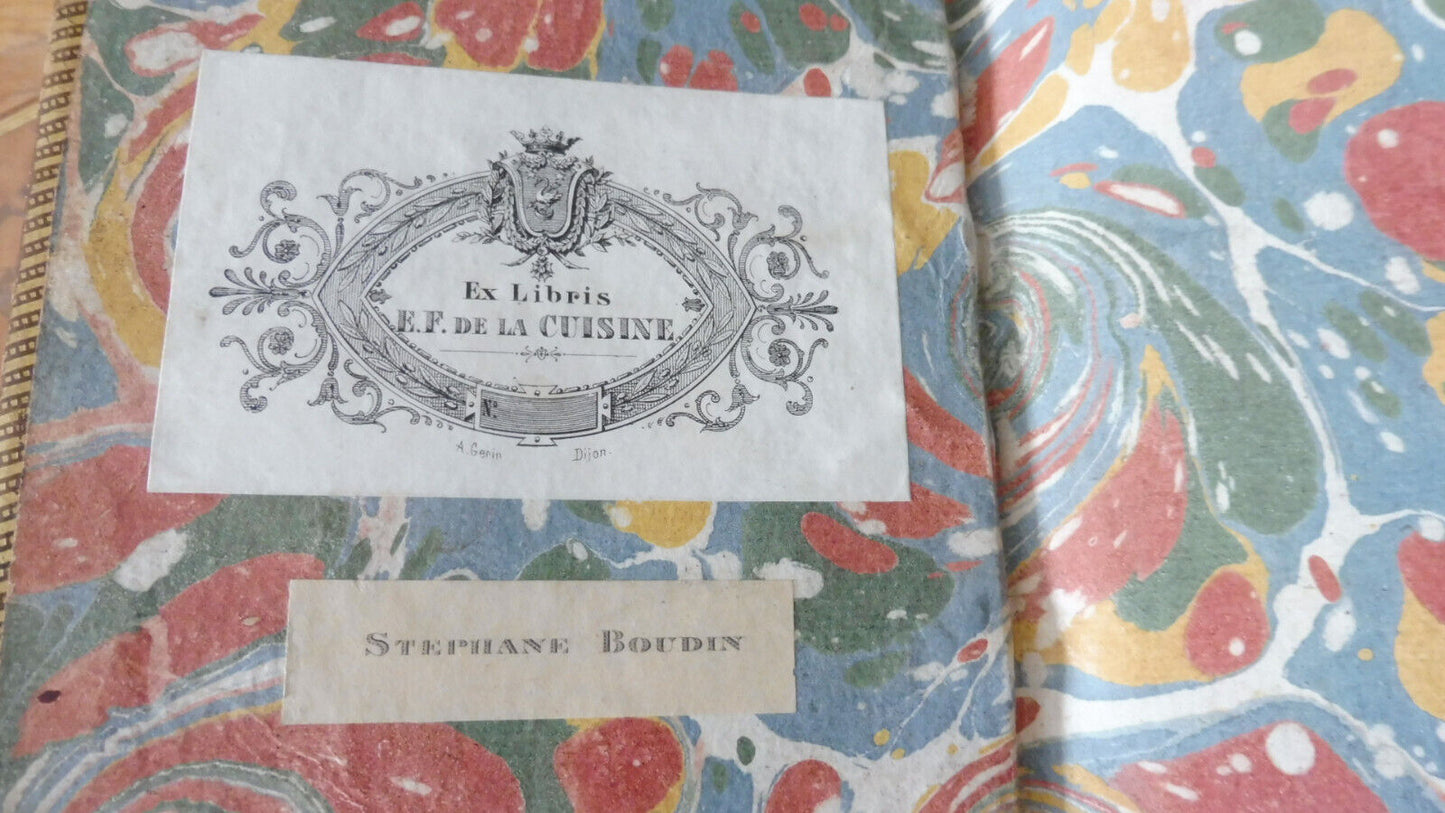 Ex Libris
E.F. DE LA CUISINE
N°.
A. Gerin Dijon.
STEPHANE BOUDIN